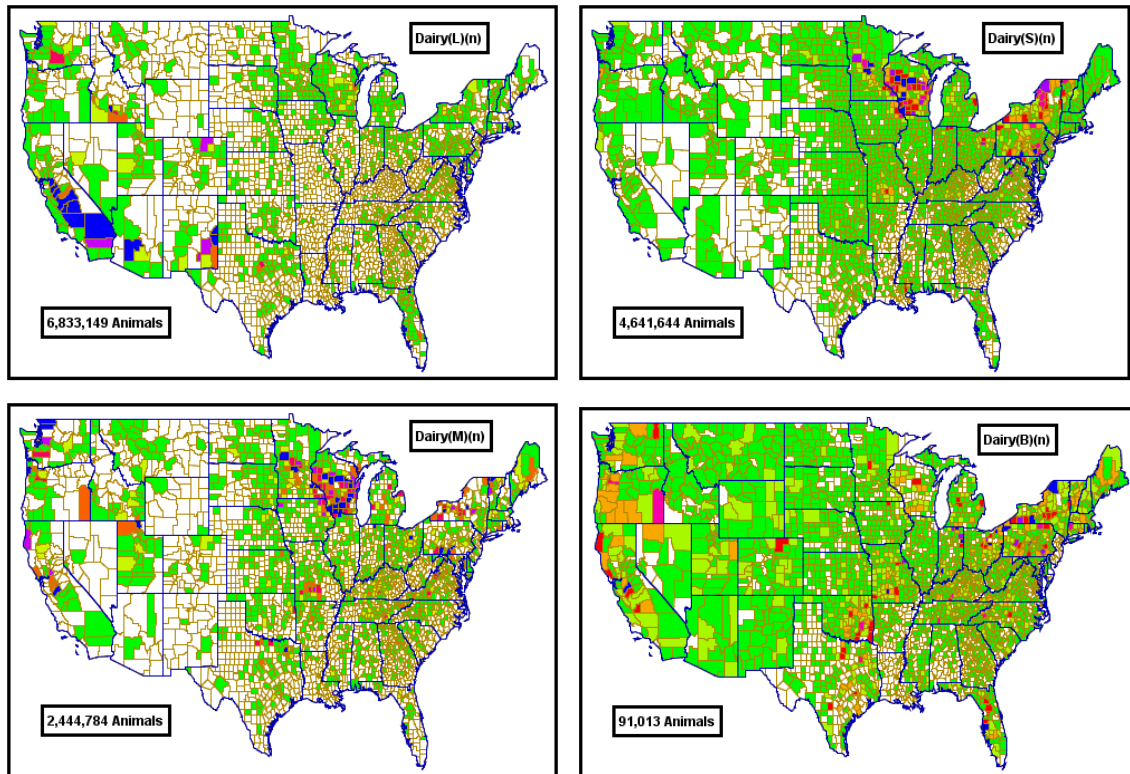 Dairy(L)(n)
6,833,149 Animals
Dairy(S)(n)
4,641,644 Animals
Dairy(M)(n)
2,444,784 Animals
Dairy(B)(n)
91,013 Animals